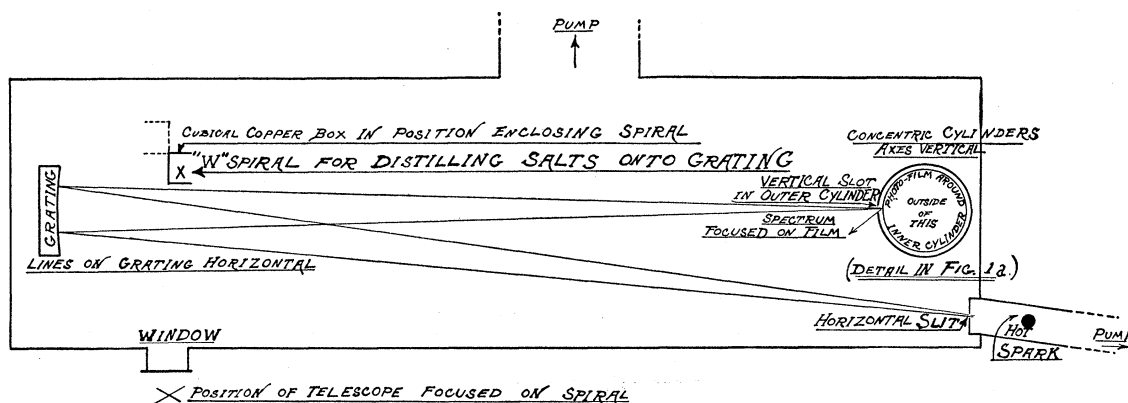 PUMP
CUBICAL COPPER BOX IN POSITION ENCLOSING SPIRAL
"W" SPIRAL FOR DISTILLING SALTS ONTO GRATING
X
CONCENTRIC CYLINDERS
AXES VERTICAL
VERTICAL SLOT
IN OUTER CYLINDER
PHOTO-FILM AROUND
OUTSIDE
OF
THIS
INNER CYLINDER
SPECTRUM
FOCUSED ON FILM
GRATING
LINES ON GRATING HORIZONTAL
(DETAIL IN FIG. 1a.)
HORIZONTAL SLIT
HOT
SPARK
PUMP
WINDOW
X POSITION OF TELESCOPE FOCUSED ON SPIRAL